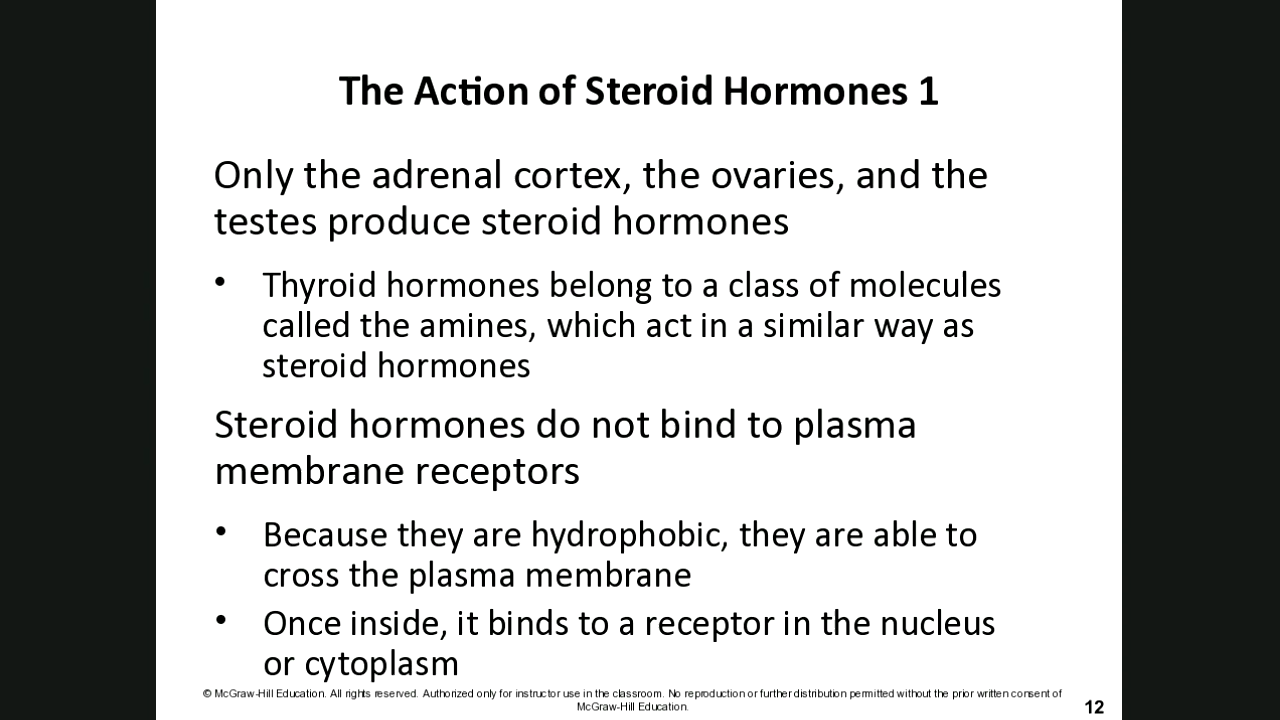 The Action of Steroid Hormones 1
Only the adrenal cortex, the ovaries, and the
testes produce steroid hormones
• Thyroid hormones belong to a class of molecules
called the amines, which act in a similar way as
steroid hormones
Steroid hormones do not bind to plasma
membrane receptors
• Because they are hydrophobic, they are able to
cross the plasma membrane
• Once inside, it binds to a receptor in the nucleus
or cytoplasm
© McGraw-Hill Education. All rights reserved. Authorized only for instructor use in the classroom. No reproduction or further distribution permitted without the prior written consent of
McGraw-Hill Education.
12